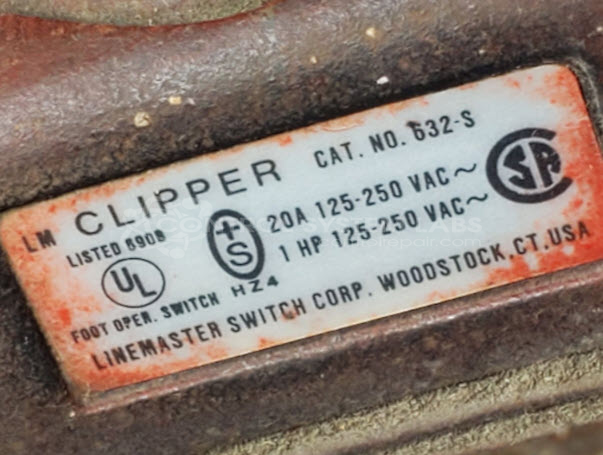 LM CLIPPER CAT. NO. 632-S
LISTED 890B
UL
+S
20A 125-250 VAC~
1 HP 125-250 VAC~
SA
FOOT OPER. SWITCH HZ4
LINEMASTER SWITCH CORP. WOODSTOCK, CT. USA